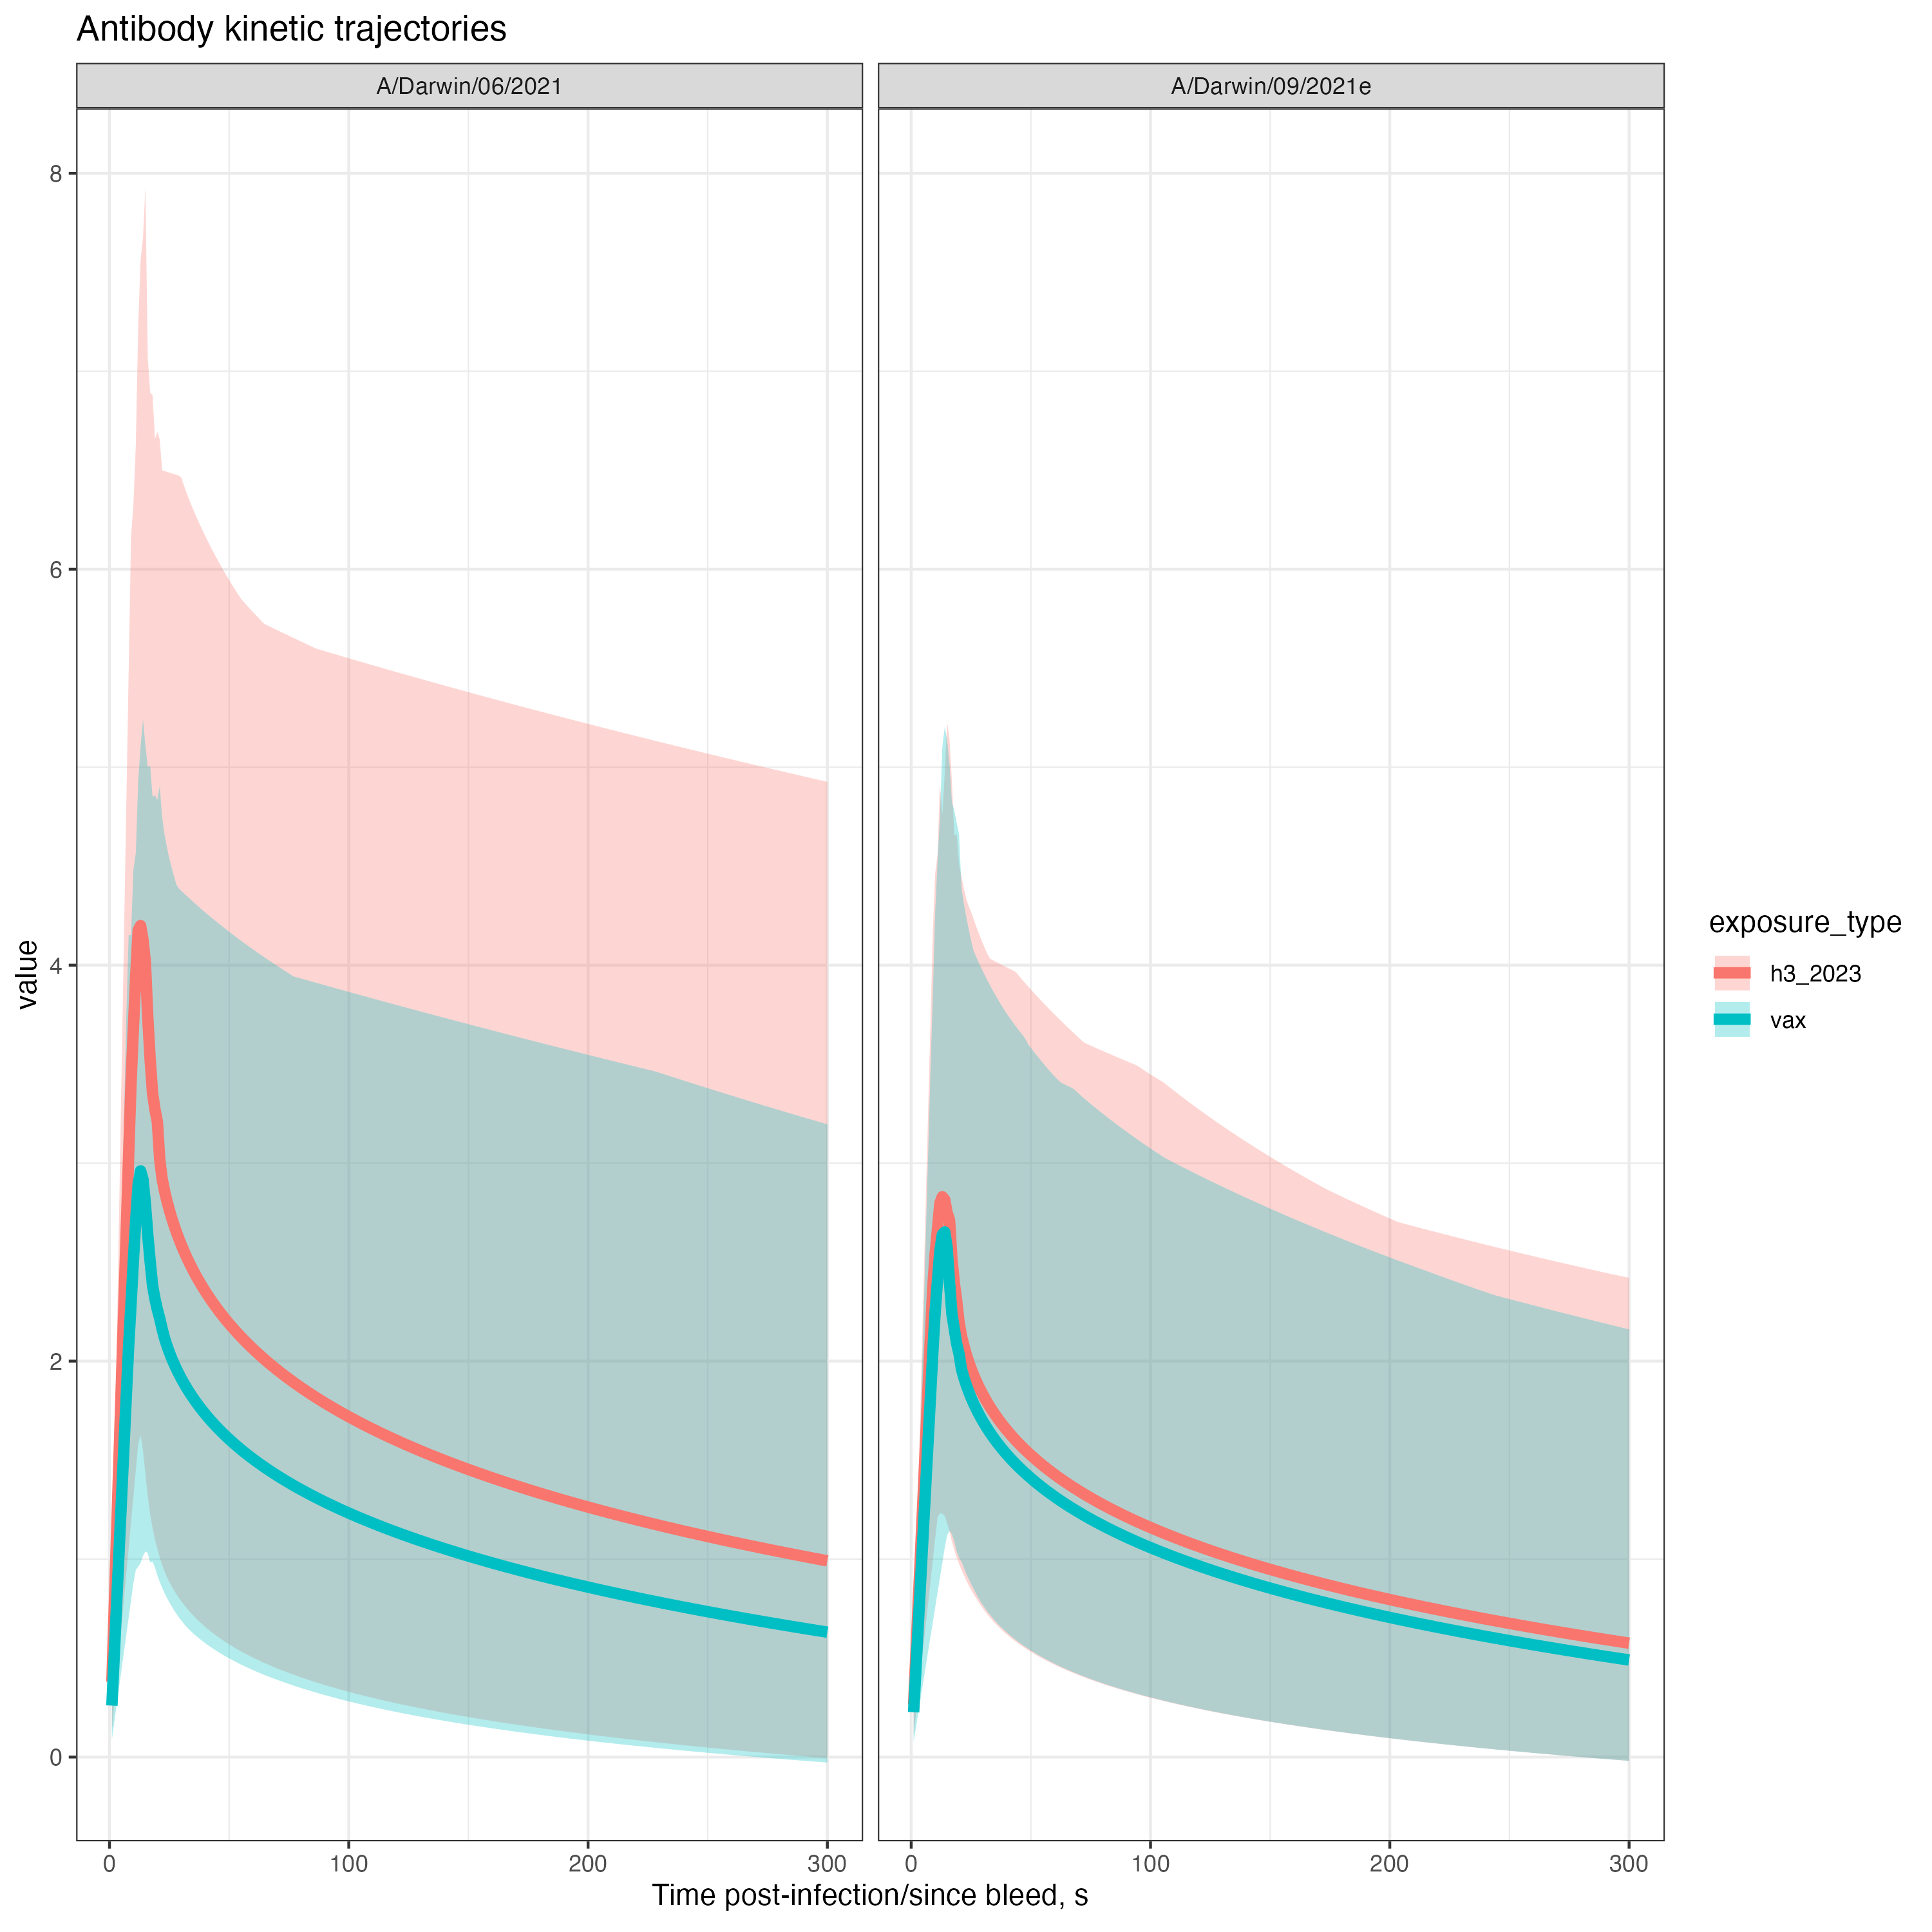 Antibody kinetic trajectories
A/Darwin/06/2021
A/Darwin/09/2021e
8
6
4
2
0
value
0 100 200 300
0 100 200 300
Time post-infection/since bleed, s
exposure_type
h3_2023
vax